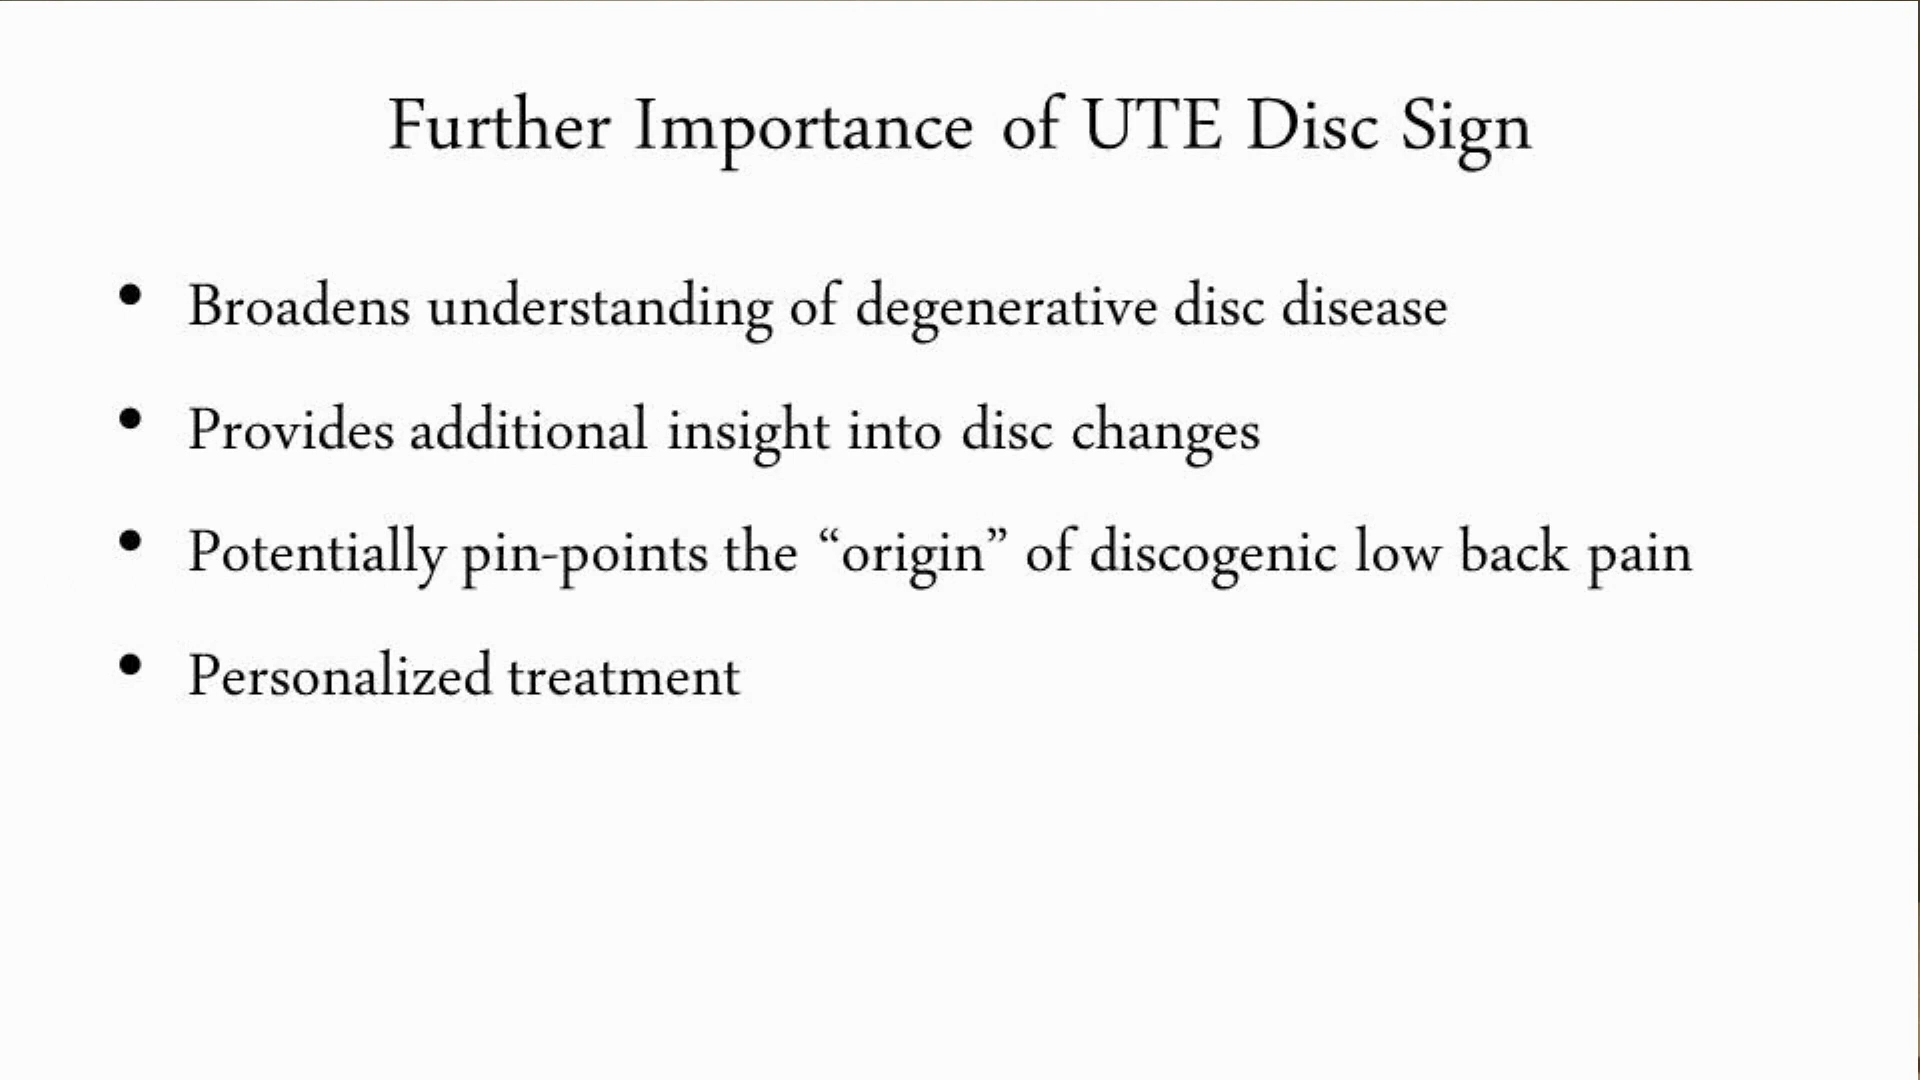 Further Importance of UTE Disc Sign
• Broadens understanding of degenerative disc disease
• Provides additional insight into disc changes
• Potentially pin-points the “origin” of discogenic low back pain
• Personalized treatment